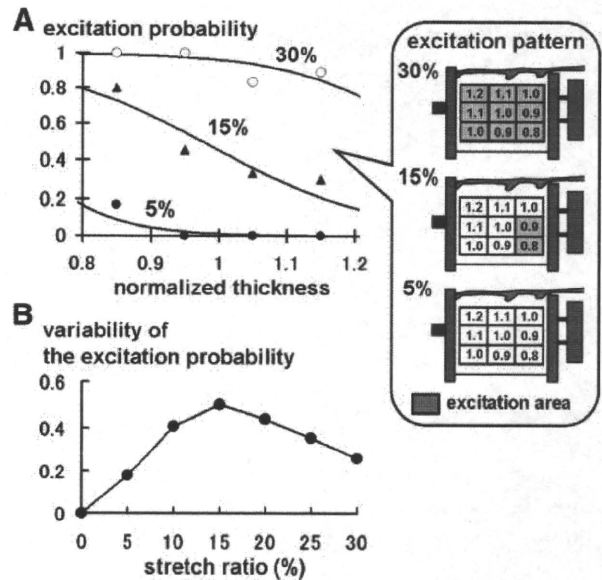 A
excitation probability
1
0.8
0.6
0.4
0.2
0
30%
15%
5%
0.8 0.9 1 1.1 1.2
normalized thickness
excitation pattern
30%
1.2 1.1 1.0
1.1 1.0 0.9
1.0 0.9 0.8
15%
1.2 1.1 1.0
1.1 1.0 0.9
1.0 0.9 0.8
5%
1.2 1.1 1.0
1.1 1.0 0.9
1.0 0.9 0.8
excitation area
B
variability of
the excitation probability
0.6
0.4
0.2
0
0 5 10 15 20 25 30
stretch ratio (%)